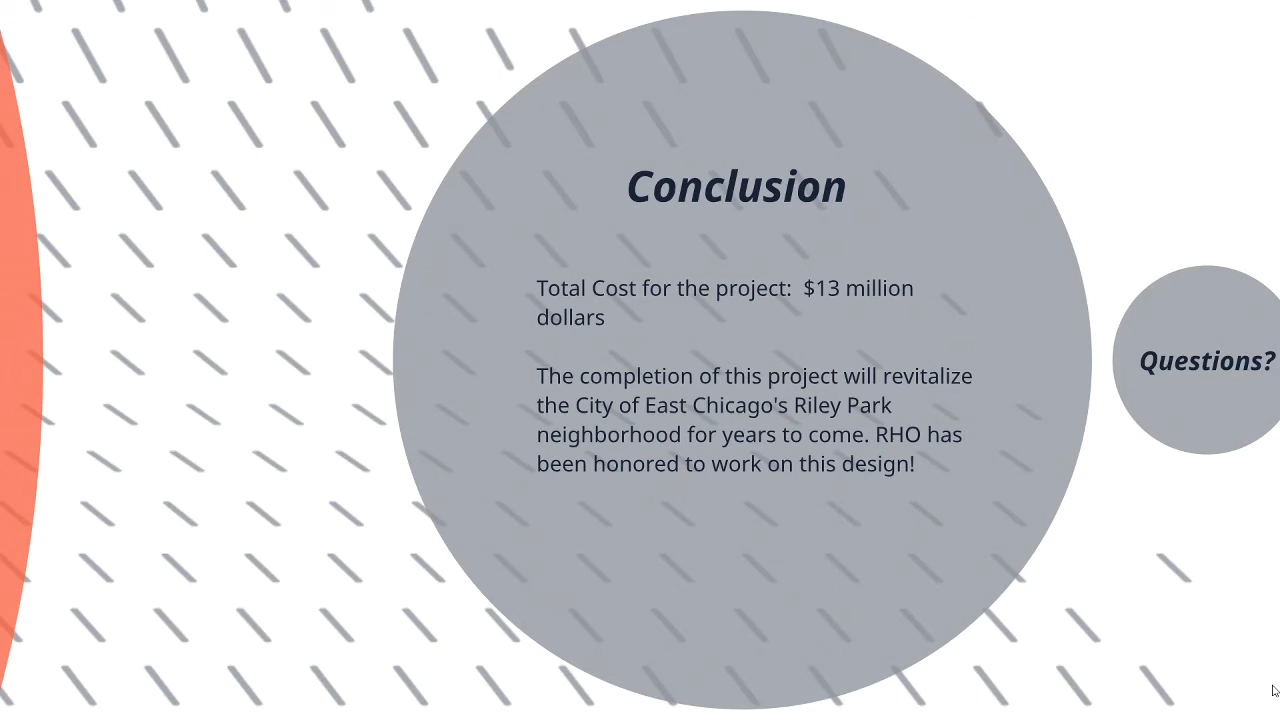 Conclusion
Total Cost for the project:  $13 million
dollars
The completion of this project will revitalize
the City of East Chicago's Riley Park
neighborhood for years to come. RHO has
been honored to work on this design!
Questions?